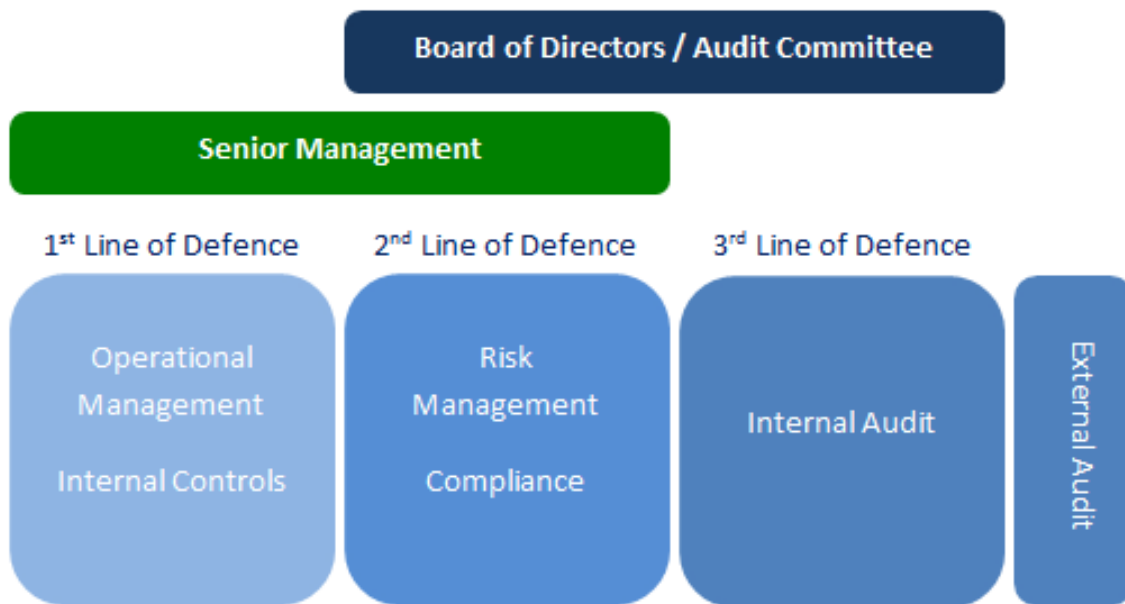 Board of Directors / Audit Committee
Senior Management
1st Line of Defence
2nd Line of Defence
3rd Line of Defence
Operational
Management
Internal Controls
Risk
Management
Compliance
Internal Audit
External Audit